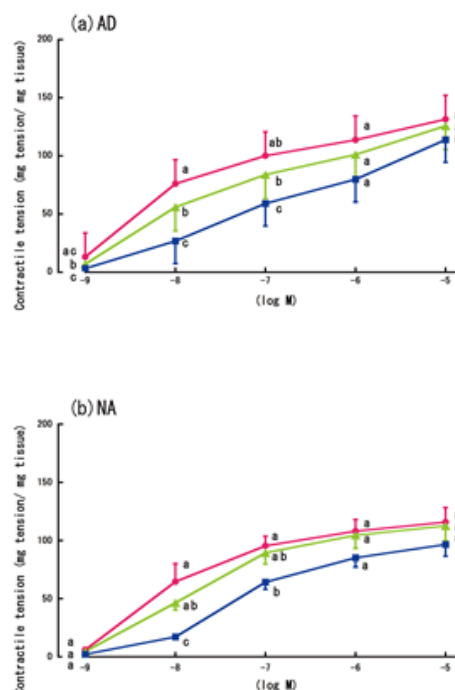 (a) AD
Contractile tension (mg tension/ mg tissue)
200
150
100
50
0
ac
b
c
a
b
c
ab
b
c
a
a
a
-9
-8
-7
-6
-5
(log M)
(b) NA
Contractile tension (mg tension/ mg tissue)
200
150
100
50
0
a
a
a
ab
c
a
ab
b
a
a
a
-9
-8
-7
-6
-5
(log M)